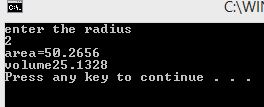 C:\WIN
enter the radius
2
area=50.2656
volume25.1328
Press any key to continue . . .